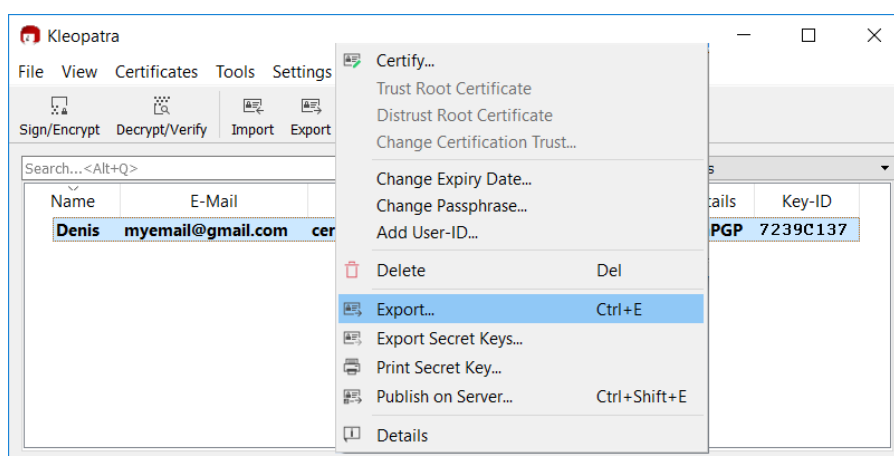 Kleopatra
File View Certificates Tools Settings
Sign/Encrypt Decrypt/Verify Import Export
Search...<Alt+Q>
Name E-Mail Key-ID
Denis myemail@gmail.com PGP 7239C137
Certify...
Trust Root Certificate
Distrust Root Certificate
Change Certification Trust...
Change Expiry Date...
Change Passphrase...
Add User-ID...
Delete Del
Export... Ctrl+E
Export Secret Keys...
Print Secret Key...
Publish on Server... Ctrl+Shift+E
Details